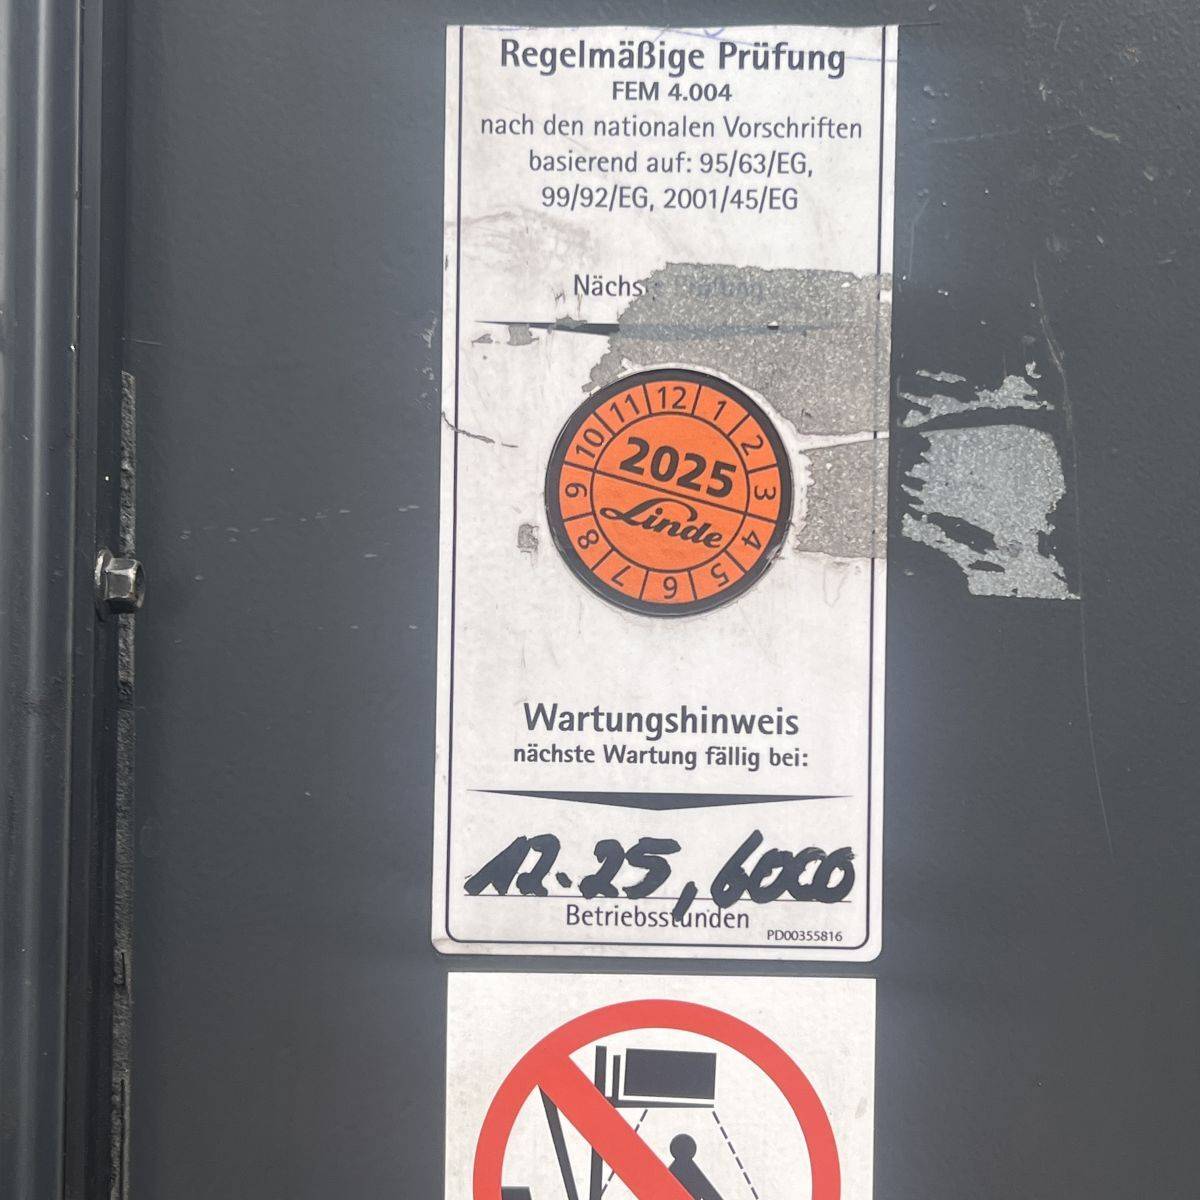 Regelmäßige Prüfung
FEM 4.004
nach den nationalen Vorschriften
basierend auf: 95/63/EG,
99/92/EG, 2001/45/EG
Nächste Prüfung
12 1 2 3 4 5 6 7 8 9 10 11
2025
Linde
Wartungshinweis
nächste Wartung fällig bei:
12.25, 6000
Betriebsstunden
PD00355816